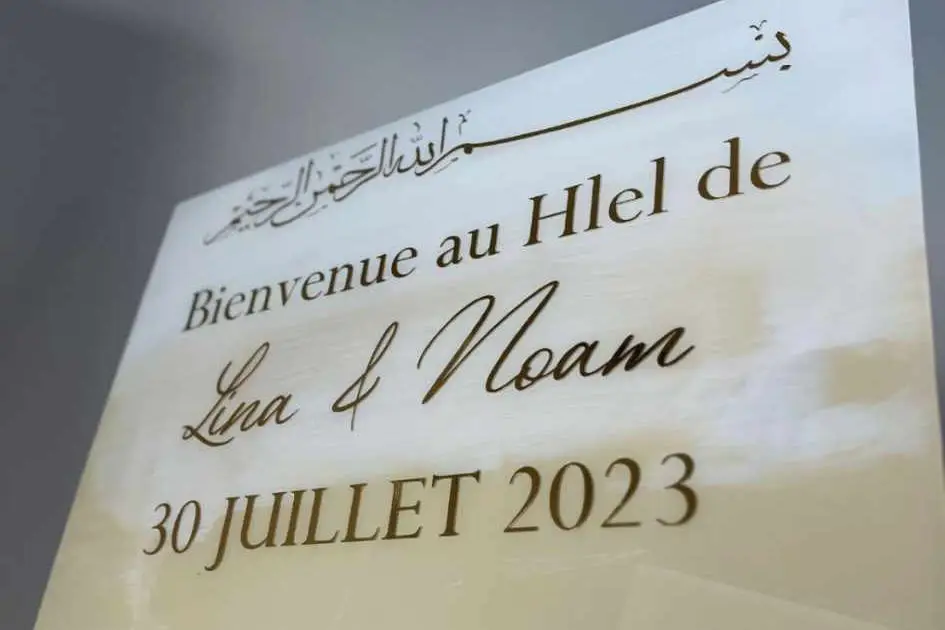 بسم الله الرحمن الرحيم
Bienvenue au Hlel de
Lina & Noam
30 JUILLET 2023